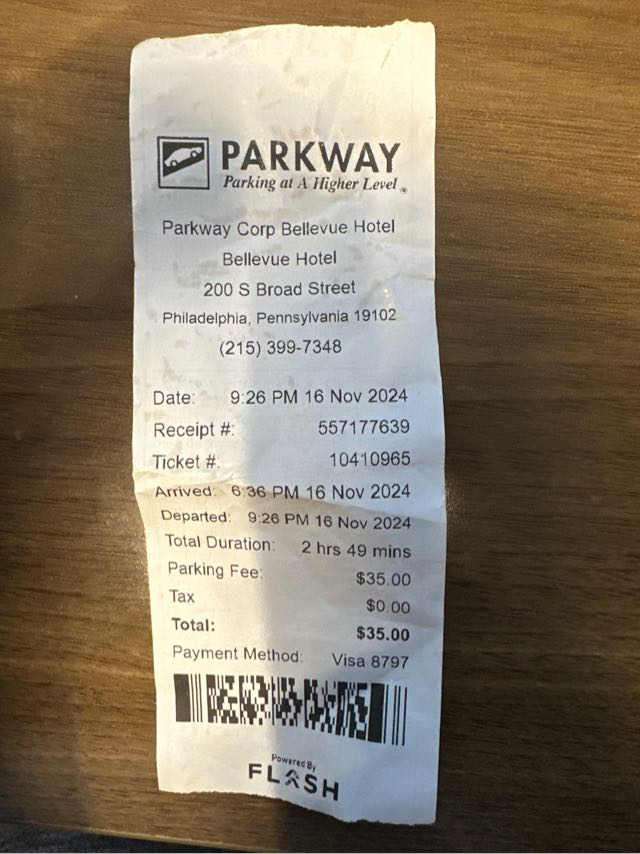 PARKWAY
Parking at A Higher Level
Parkway Corp Bellevue Hotel
Bellevue Hotel
200 S Broad Street
Philadelphia, Pennsylvania 19102
(215) 399-7348
Date: 9:26 PM 16 Nov 2024
Receipt #: 557177639
Ticket #. 10410965
Arrived: 6:36 PM 16 Nov 2024
Departed: 9:26 PM 16 Nov 2024
Total Duration: 2 hrs 49 mins
Parking Fee: $35.00
Tax $0.00
Total: $35.00
Payment Method: Visa 8797
Powered By
FLASH